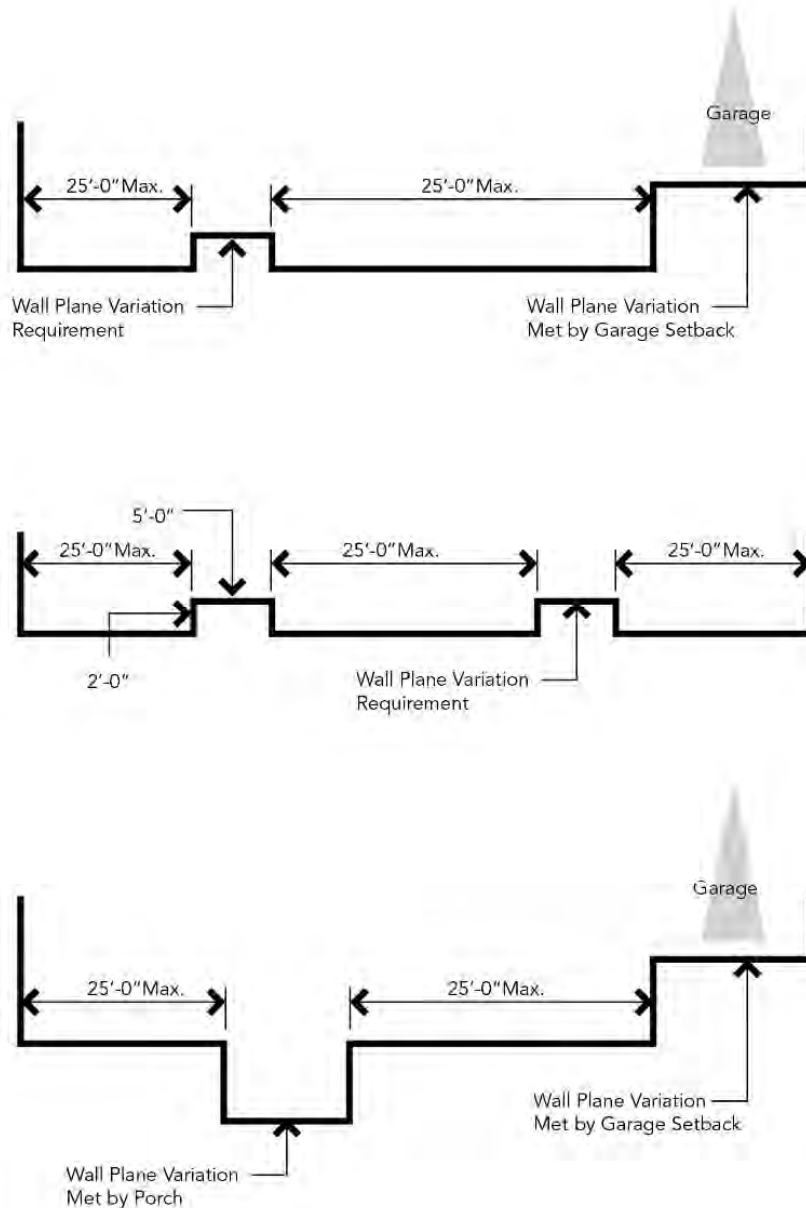 Garage
25'-0"Max.
25'-0"Max.
Wall Plane Variation
Requirement
Wall Plane Variation
Met by Garage Setback
5'-0"
25'-0"Max.
25'-0"Max.
25'-0"Max.
2'-0"
Wall Plane Variation
Requirement
Garage
25'-0"Max.
25'-0"Max.
Wall Plane Variation
Met by Garage Setback
Wall Plane Variation
Met by Porch